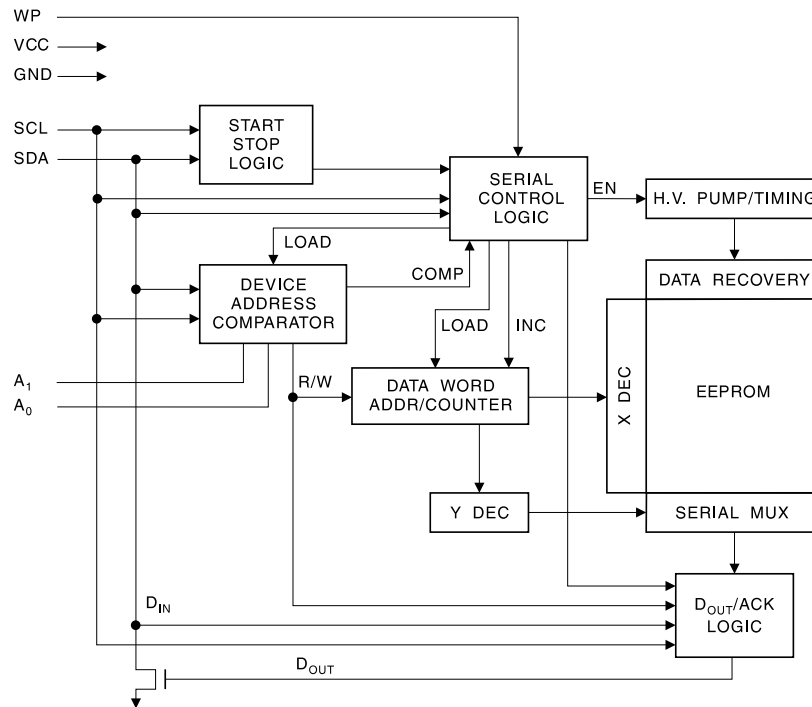 WP
VCC
GND
SCL
SDA
START
STOP
LOGIC
SERIAL
CONTROL
LOGIC
EN
H.V. PUMP/TIMING
LOAD
COMP
DEVICE
ADDRESS
COMPARATOR
DATA RECOVERY
LOAD
INC
A1
A0
R/W
DATA WORD
ADDR/COUNTER
X DEC
EEPROM
Y DEC
SERIAL MUX
DIN
DOUT/ACK
LOGIC
DOUT